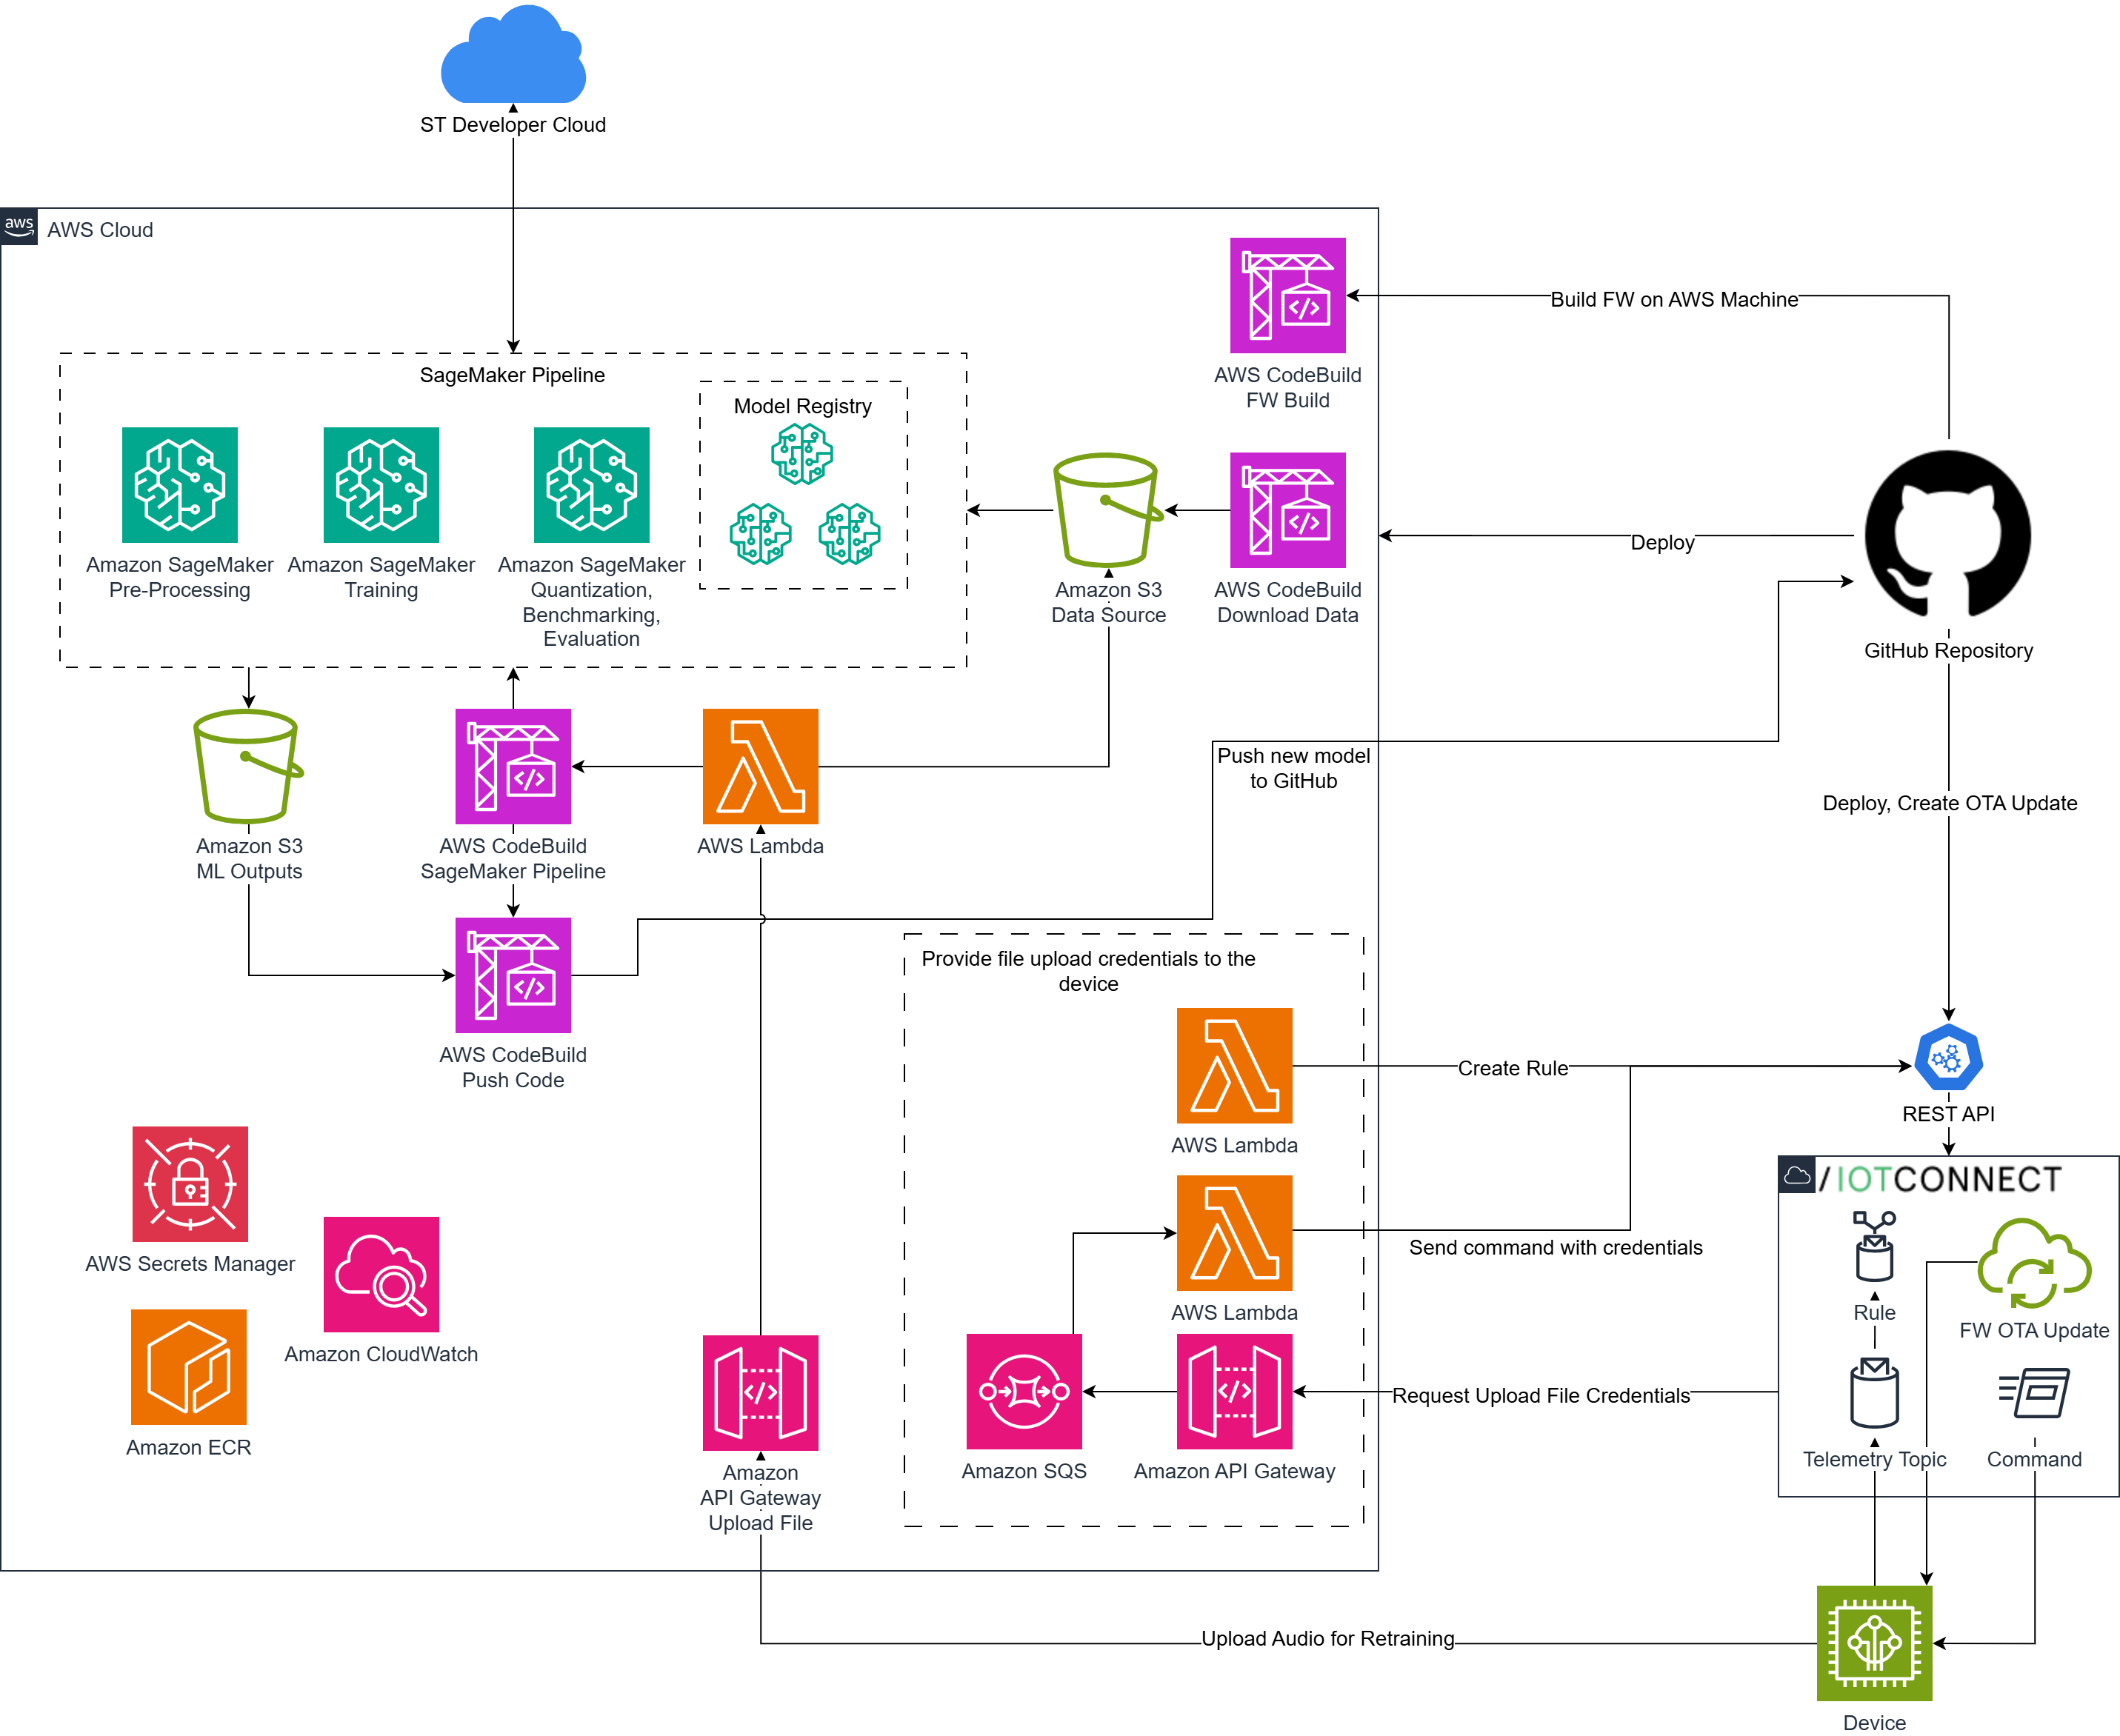 ST Developer Cloud
aws
AWS Cloud
AWS CodeBuild
FW Build
Build FW on AWS Machine
SageMaker Pipeline
Model Registry
Amazon SageMaker
Pre-Processing
Amazon SageMaker
Training
Amazon SageMaker
Quantization,
Benchmarking,
Evaluation
Amazon S3
Data Source
AWS CodeBuild
Download Data
Deploy
GitHub Repository
Amazon S3
ML Outputs
AWS CodeBuild
SageMaker Pipeline
AWS Lambda
Push new model
to GitHub
Deploy, Create OTA Update
AWS CodeBuild
Push Code
Provide file upload credentials to the
device
AWS Lambda
Create Rule
REST API
AWS Secrets Manager
Amazon CloudWatch
Amazon ECR
AWS Lambda
Send command with credentials
/IOTCONNECT
Rule
FW OTA Update
Request Upload File Credentials
Telemetry Topic
Command
Amazon SQS
Amazon API Gateway
Amazon
API Gateway
Upload File
Upload Audio for Retraining
Device